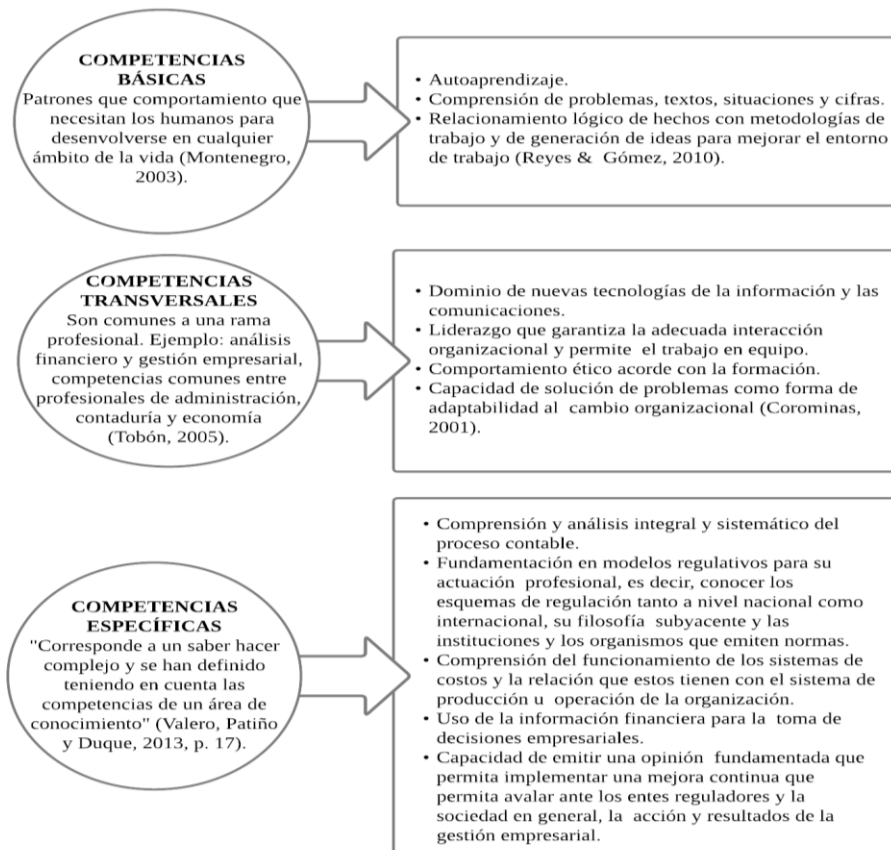 COMPETENCIAS
BÁSICAS
Patrones que comportamiento que
necesitan los humanos para
desenvolverse en cualquier
ámbito de la vida (Montenegro,
2003).
• Autoaprendizaje.
• Comprensión de problemas, textos, situaciones y cifras.
• Relacionamiento lógico de hechos con metodologías de
trabajo y de generación de ideas para mejorar el entorno
de trabajo (Reyes & Gómez, 2010).
COMPETENCIAS
TRANSVERSALES
Son comunes a una rama
profesional. Ejemplo: análisis
financiero y gestión empresarial,
competencias comunes entre
profesionales de administración,
contaduría y economía
(Tobón, 2005).
• Dominio de nuevas tecnologías de la información y las
comunicaciones.
• Liderazgo que garantiza la adecuada interacción
organizacional y permite el trabajo en equipo.
• Comportamiento ético acorde con la formación.
• Capacidad de solución de problemas como forma de
adaptabilidad al cambio organizacional (Corominas,
2001).
COMPETENCIAS
ESPECÍFICAS
"Corresponde a un saber hacer
complejo y se han definido
teniendo en cuenta las
competencias de un área de
conocimiento" (Valero, Patiño
y Duque, 2013, p. 17).
• Comprensión y análisis integral y sistemático del
proceso contable.
• Fundamentación en modelos regulativos para su
actuación profesional, es decir, conocer los
esquemas de regulación tanto a nivel nacional como
internacional, su filosofía subyacente y las
instituciones y los organismos que emiten normas.
• Comprensión del funcionamiento de los sistemas de
costos y la relación que estos tienen con el sistema de
producción u operación de la organización.
• Uso de la información financiera para la toma de
decisiones empresariales.
• Capacidad de emitir una opinión fundamentada que
permita implementar una mejora continua que
permita avalar ante los entes reguladores y la
sociedad en general, la acción y resultados de la
gestión empresarial.